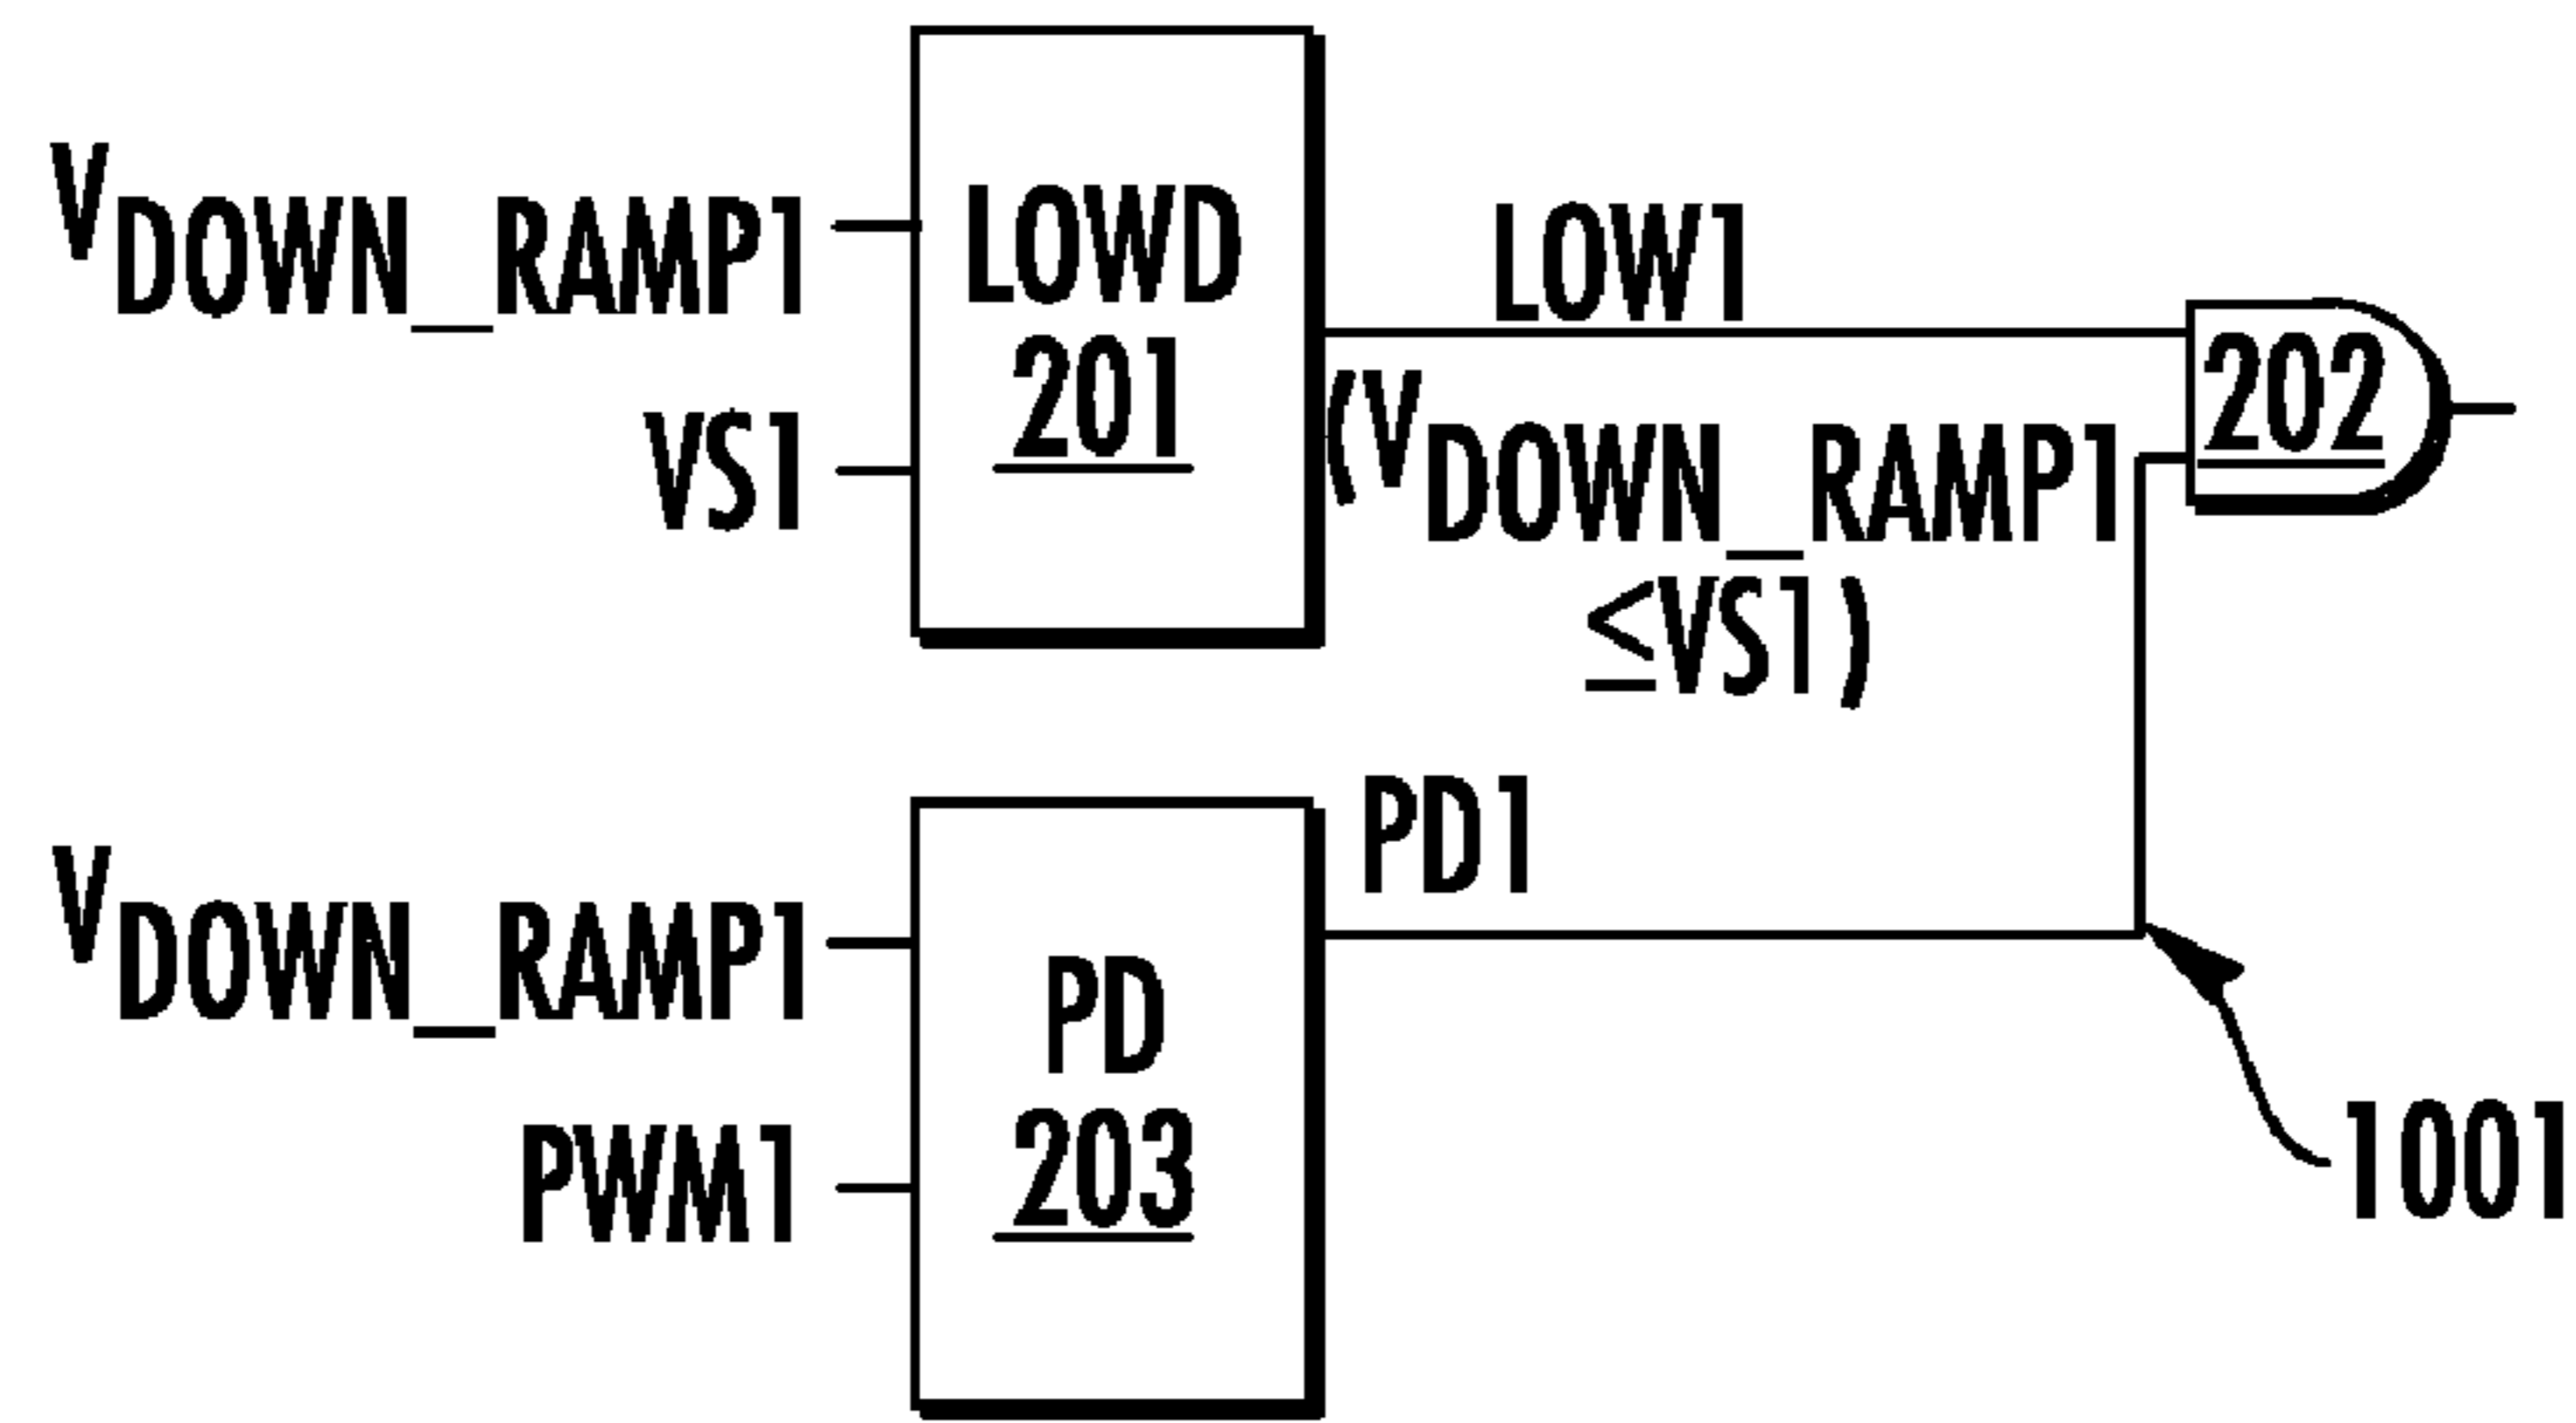 VDOWN_RAMP1
VS1
LOWD
201
LOW1
(VDOWN_RAMP1
≤VS1)
202
VDOWN_RAMP1
PWM1
PD
203
PD1
1001